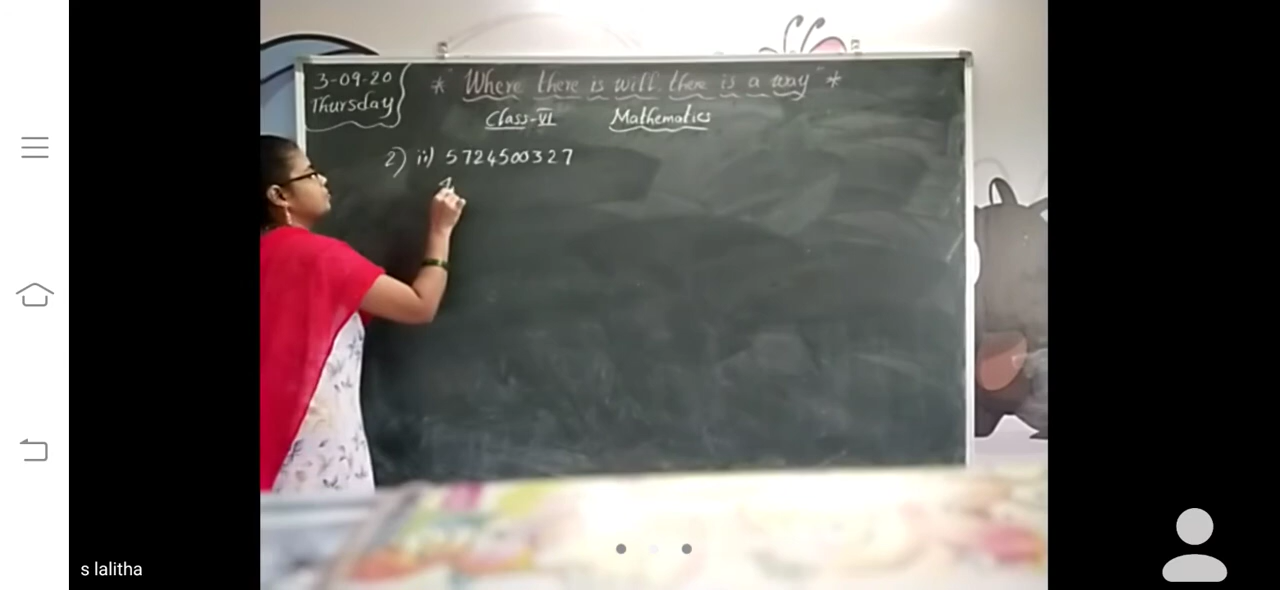 3-09-20
Thursday
* "Where there is will there is a way" *
Class-VI Mathematics
2) ii) 5724500327
s lalitha